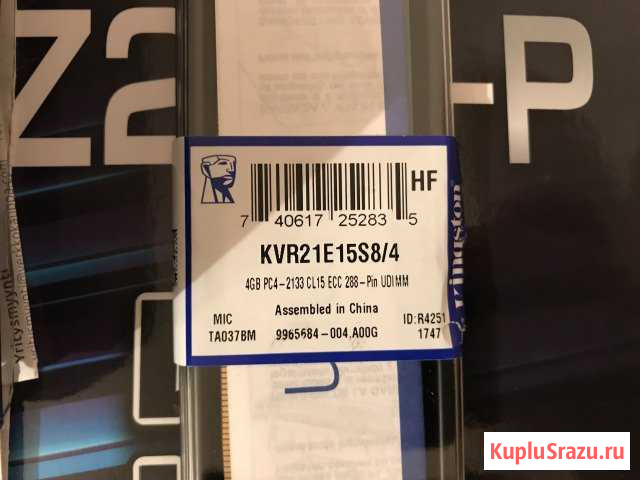 Z2
-P
HF
7 40617 25283 5
KVR21E15S8/4
4GB PC4-2133 CL15 ECC 288-Pin UDIMM
Assembled in China
MIC
ID:R4251
TA037BM
9965684-004.A00G
1747
Kingston
Yritysmyynti
KupluSrazu.ru